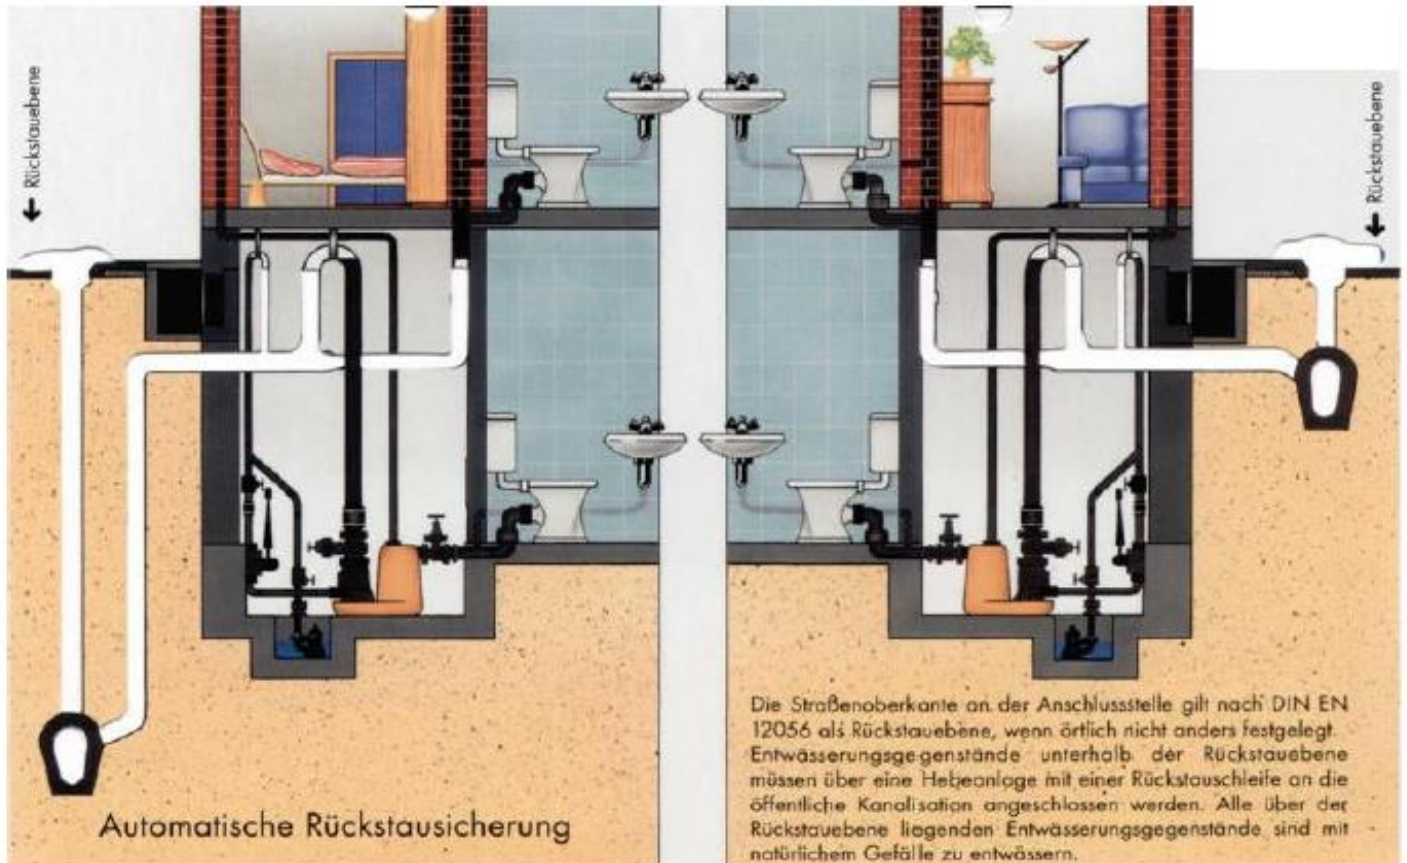 ← Rückstauebene
← Rückstauebene
Die Straßenoberkante an der Anschlussstelle gilt nach DIN EN
12056 als Rückstauebene, wenn örtlich nicht anders festgelegt.
Entwässerungsgegenstände unterhalb der Rückstauebene
müssen über eine Hebeanlage mit einer Rückstauschleife an die
öffentliche Kanalisation angeschlossen werden. Alle über der
Rückstauebene liegenden Entwässerungsgegenstände sind mit
natürlichem Gefälle zu entwässern.
Automatische Rückstausicherung